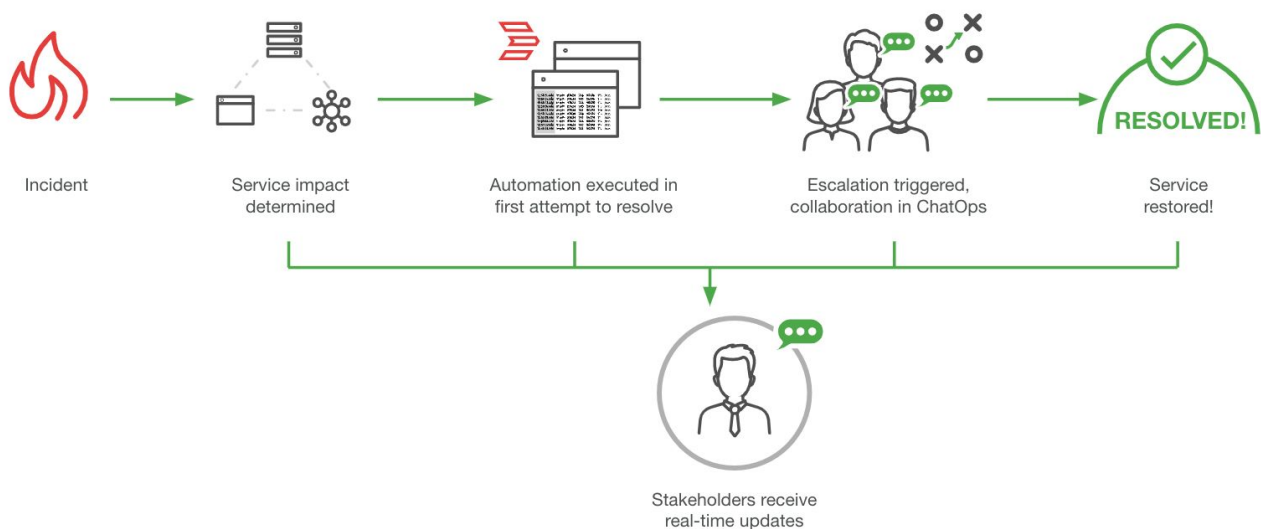 RESOLVED!
Incident
Service impact
determined
Automation executed in
first attempt to resolve
Escalation triggered,
collaboration in ChatOps
Service
restored!
Stakeholders receive
real-time updates